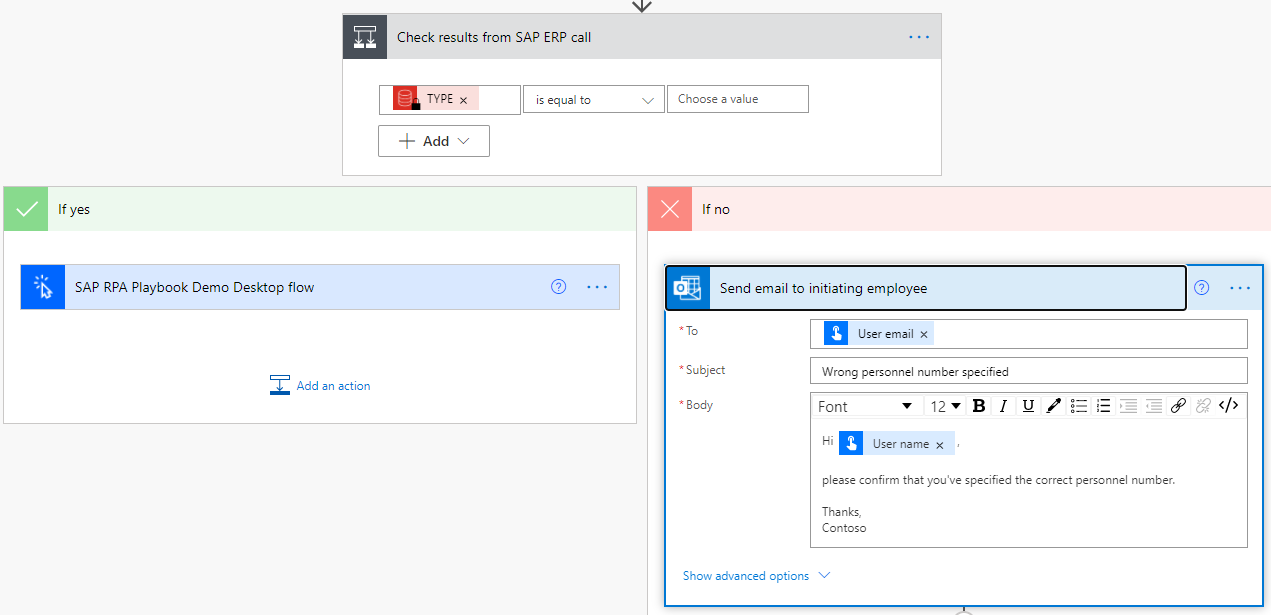 Check results from SAP ERP call
TYPE
is equal to
Choose a value
Add
If yes
SAP RPA Playbook Demo Desktop flow
Add an action
If no
Send email to initiating employee
* To
User email
* Subject
Wrong personnel number specified
* Body
Font
12
B I U
Hi User name ,
please confirm that you've specified the correct personnel number.
Thanks,
Contoso
Show advanced options